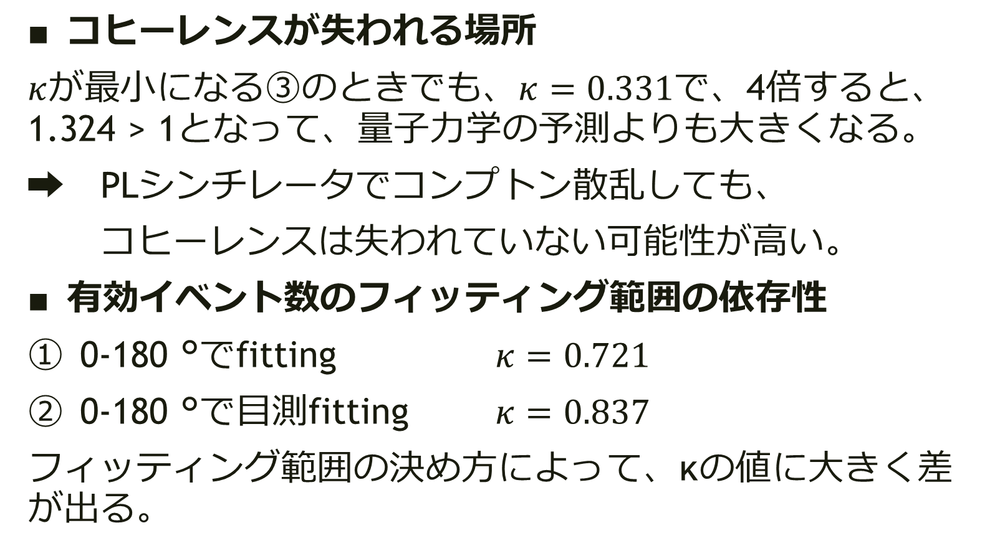 ■ コヒーレンスが失われる場所
κが最小になる③のときでも、κ = 0.331で、4倍すると、
1.324 > 1となって、量子力学の予測よりも大きくなる。
➡ PLシンチレータでコンプトン散乱しても、
コヒーレンスは失われていない可能性が高い。
■ 有効イベント数のフィッティング範囲の依存性
① 0-180 °でfitting κ = 0.721
② 0-180 °で目測fitting κ = 0.837
フィッティング範囲の決め方によって、κの値に大きく差
が出る。